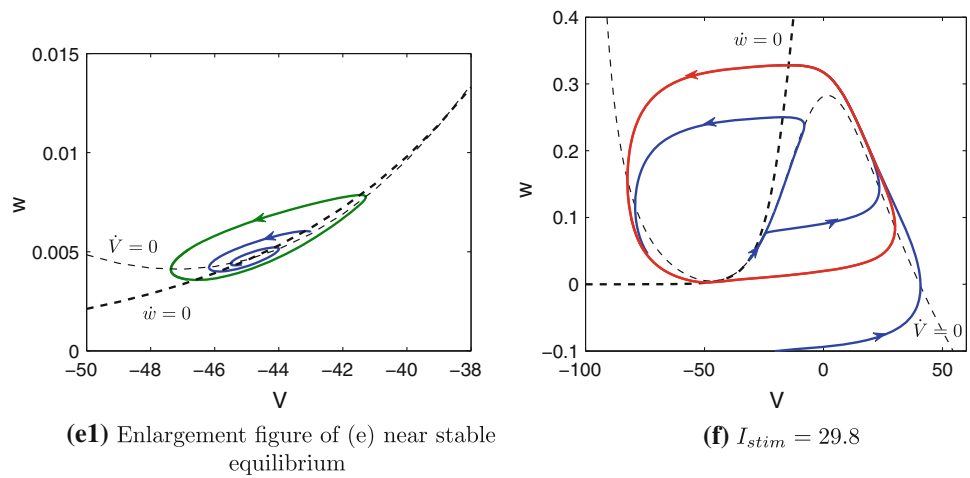 0.015
0.01
0.005
0
w
−50
−48
−46
−44
−42
−40
−38
V
V̇ = 0
ẇ = 0
(e1) Enlargement figure of (e) near stable
equilibrium
w
0.4
0.3
0.2
0.1
0
−0.1
−100
−50
0
50
V
ẇ = 0
V̇ = 0
(f) I_{stim} = 29.8